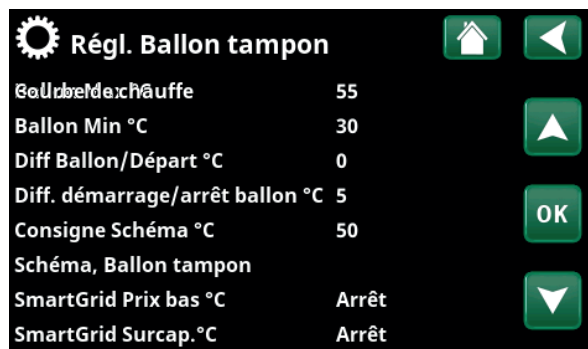 Régl. Ballon tampon
55
Ballon Min °C 30
Diff Ballon/Départ °C 0
Diff. démarrage/arrêt ballon °C 5
OK
Consigne Schéma °C 50
Schéma, Ballon tampon
SmartGrid Prix bas °C Arrêt
SmartGrid Surcap.°C Arrêt